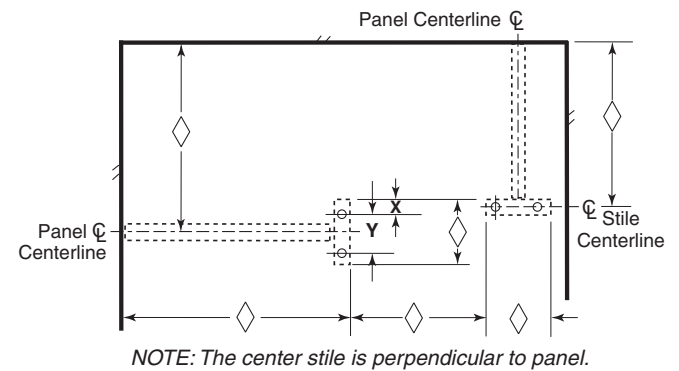 Panel Centerline ℄
X
Y
Panel ℄
Centerline
℄ Stile
Centerline
NOTE: The center stile is perpendicular to panel.